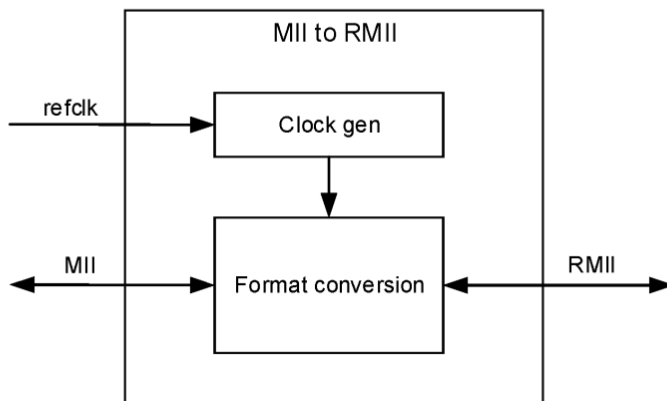 MII to RMII
refclk
Clock gen
MII
Format conversion
RMII